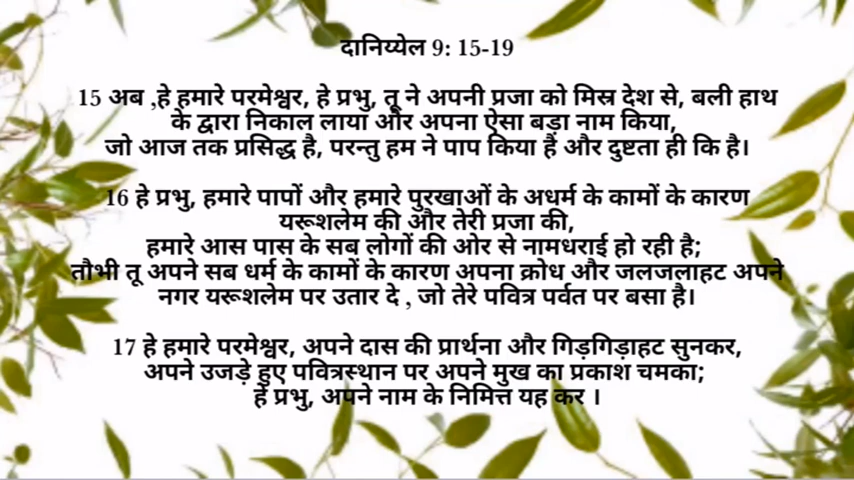 दानिय्येल 9: 15-19
15 अब ,हे हमारे परमेश्वर, हे प्रभु, तू ने अपनी प्रजा को मिस्र देश से, बली हाथ
के द्वारा निकाल लाया और अपना ऐसा बड़ा नाम किया,
जो आज तक प्रसिद्ध है, परन्तु हम ने पाप किया हैं और दुष्टता ही कि है।
16 हे प्रभु, हमारे पापों और हमारे पुरखाओं के अधर्म के कामों के कारण
यरूशलेम की और तेरी प्रजा की,
हमारे आस पास के सब लोगों की ओर से नामधराई हो रही है;
तौभी तू अपने सब धर्म के कामों के कारण अपना क्रोध और जलजलाहट अपने
नगर यरूशलेम पर उतार दे , जो तेरे पवित्र पर्वत पर बसा है।
17 हे हमारे परमेश्वर, अपने दास की प्रार्थना और गिड़गिड़ाहट सुनकर,
अपने उजड़े हुए पवित्रस्थान पर अपने मुख का प्रकाश चमका;
हे प्रभु, अपने नाम के निमित्त यह कर ।